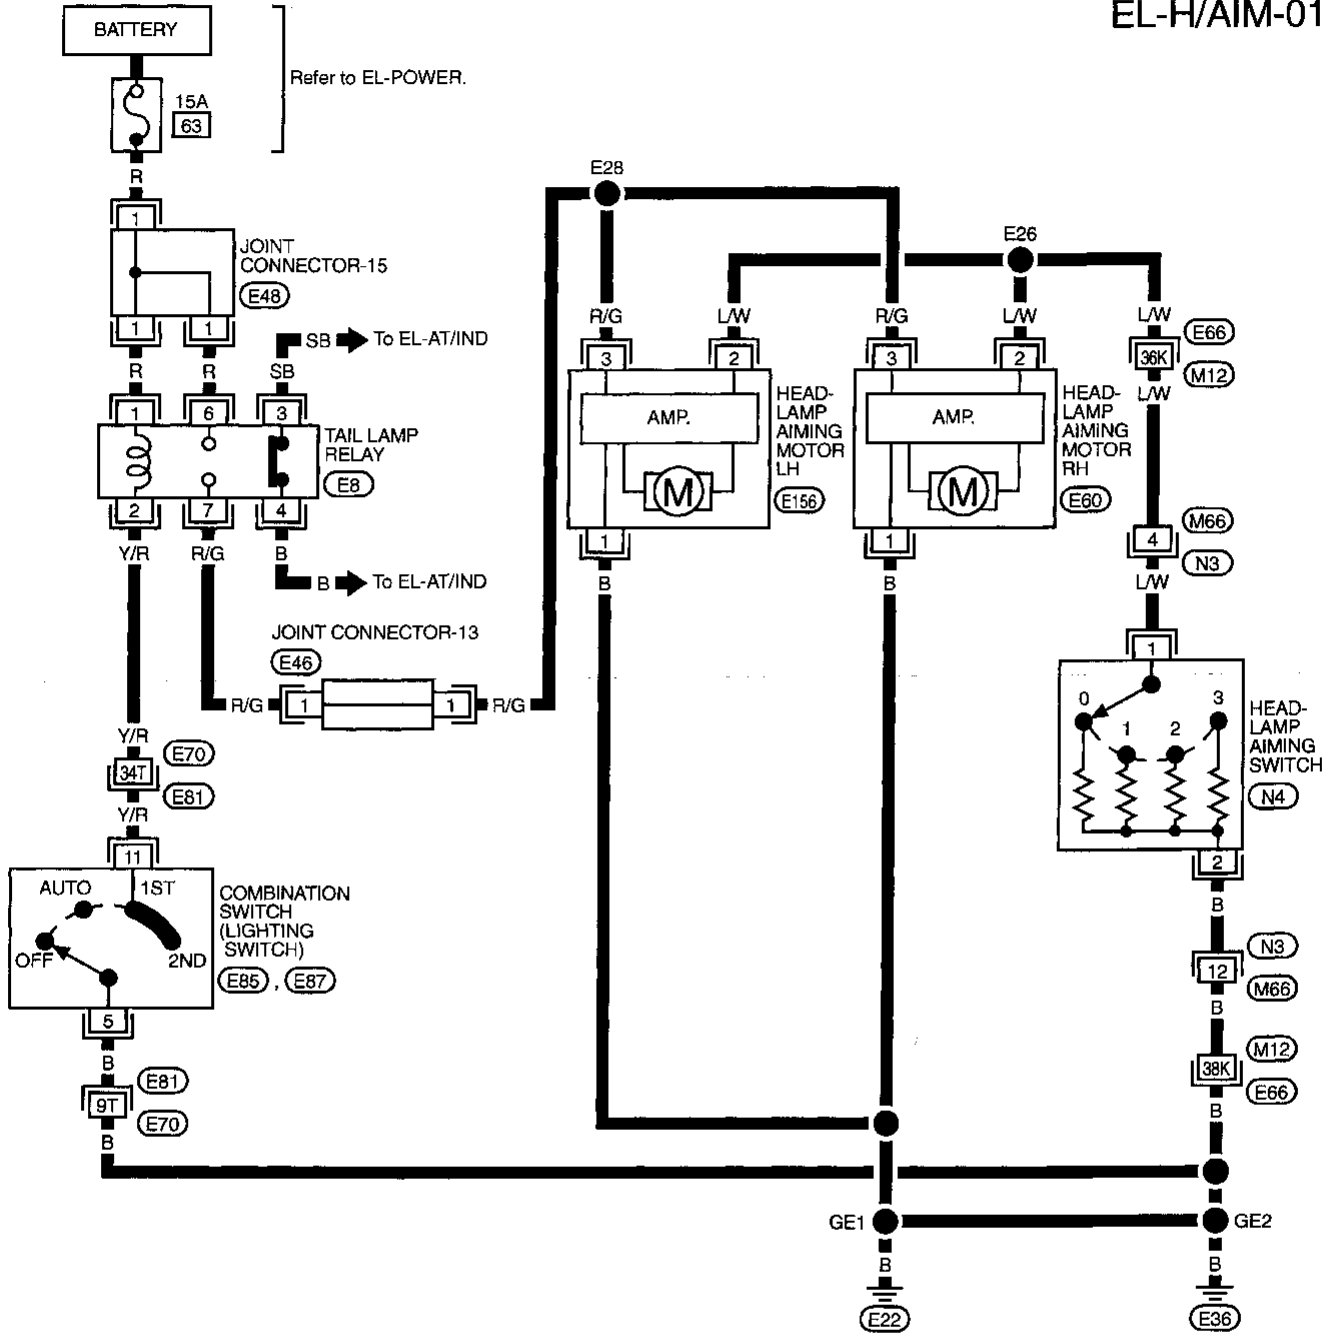 EL-H/AIM-01
BATTERY
Refer to EL-POWER.
15A
63
R
1
JOINT
CONNECTOR-15
E48
1 1
R R
SB To EL-AT/IND
SB
1 6 3
TAIL LAMP
RELAY
E8
2 7 4
Y/R R/G B
B To EL-AT/IND
JOINT CONNECTOR-13
E46
R/G 1 1 R/G
E28
E26
R/G L/W R/G L/W L/W
3 2 3 2
E66
36K
M12
L/W
AMP.
HEAD-
LAMP
AIMING
MOTOR
LH
E156
M
1
B
AMP.
HEAD-
LAMP
AIMING
MOTOR
RH
E60
M
1
B
M66
4
N3
L/W
1
0 1 2 3
HEAD-
LAMP
AIMING
SWITCH
N4
2
B
N3
12
M66
B
M12
38K
E66
B
Y/R
E70
34T
E81
Y/R
11
AUTO 1ST
OFF 2ND
COMBINATION
SWITCH
(LIGHTING
SWITCH)
E85 , E87
5
B
E81
9T
E70
B
GE1 GE2
B B
E22 E36